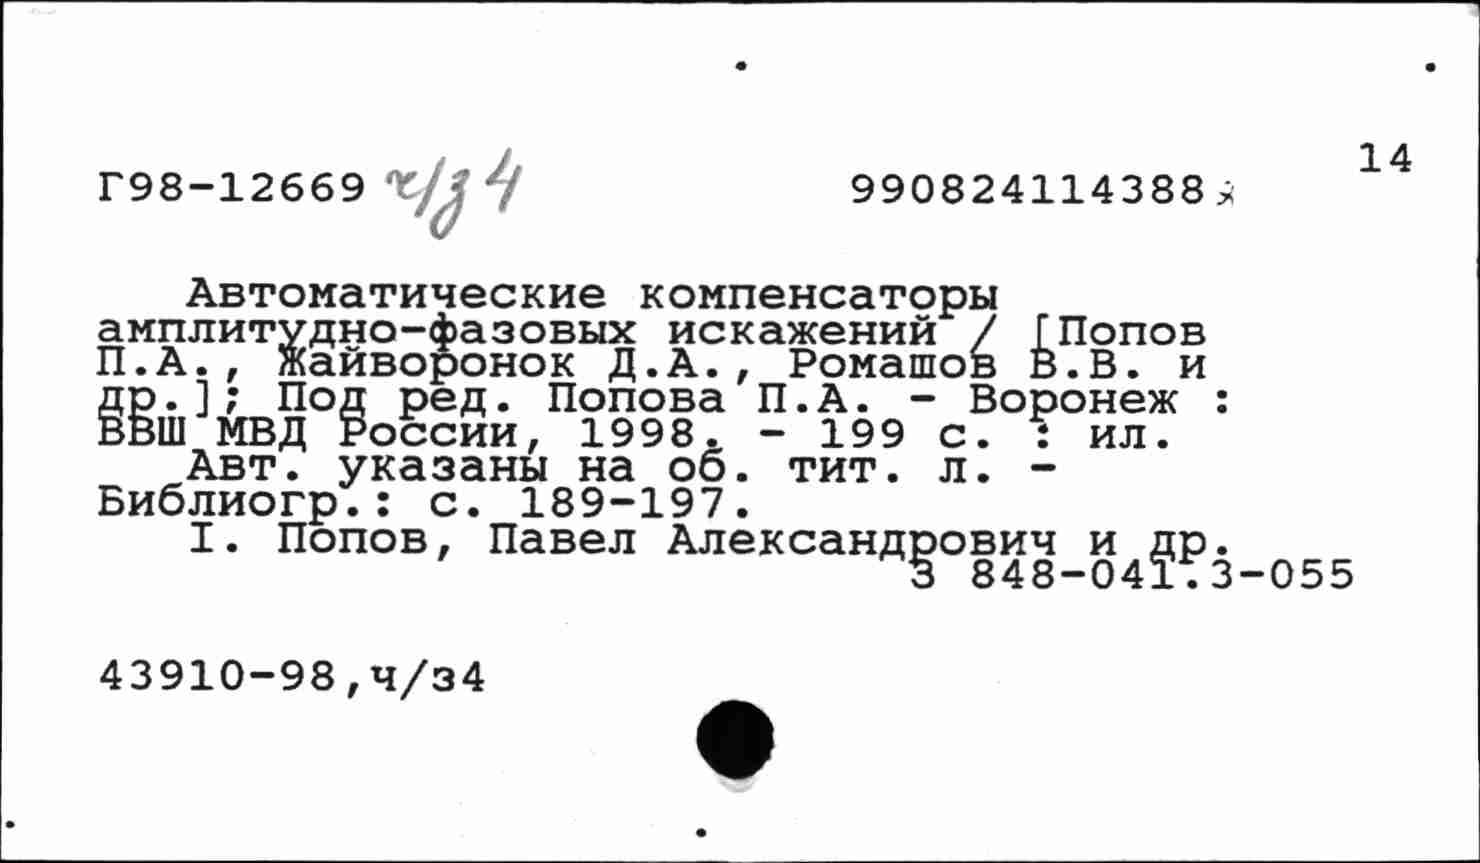 14
Г98-12669 ч/з 4 990824114388
Автоматические компенсаторы
амплитудно-фазовых искажений / [Попов
П.А., Жайворонок Д.А., Ромашов В.В. и
др.]; Под ред. Попова П.А. - Воронеж :
ВВШ МВД России, 1998. - 199 с. : ил.
Авт. указаны на об. тит. л. -
Библиогр.: с. 189-197.
I. Попов, Павел Александрович и др.
З 848-041.3-055
43910-98,ч/з4